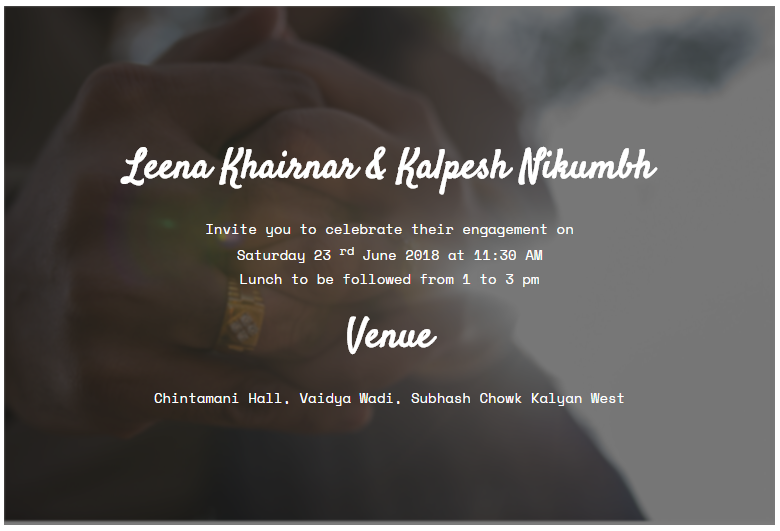 Leena Khairnar & Kalpesh Nikumbh
Invite you to celebrate their engagement on
Saturday 23 rd June 2018 at 11:30 AM
Lunch to be followed from 1 to 3 pm
Venue
Chintamani Hall, Vaidya Wadi, Subhash Chowk Kalyan West